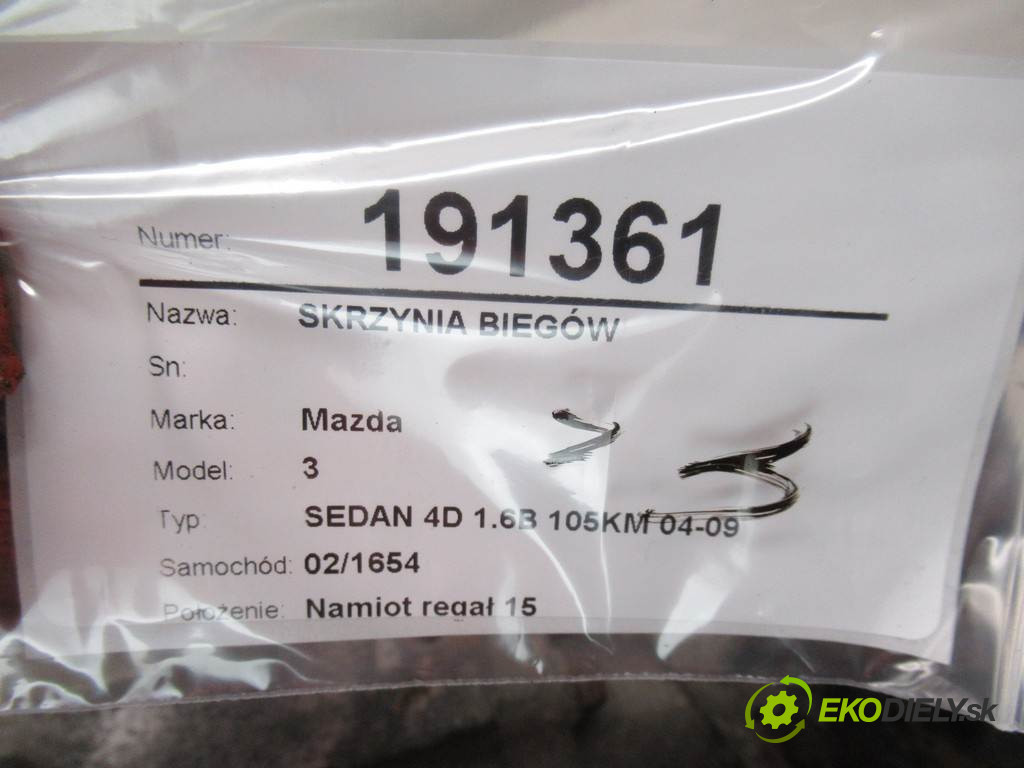 Numer: 191361
Nazwa: SKRZYNIA BIEGÓW
Sn:
Marka: Mazda
Model: 3
Typ: SEDAN 4D 1.6B 105KM 04-09
Samochód: 02/1654
Położenie: Namiot regał 15
EKODIELY.sk